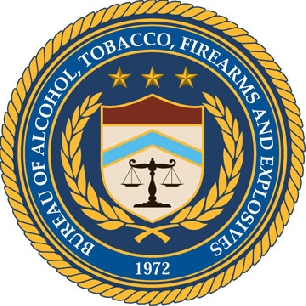 BUREAU OF ALCOHOL, TOBACCO, FIREARMS AND EXPLOSIVES
1972